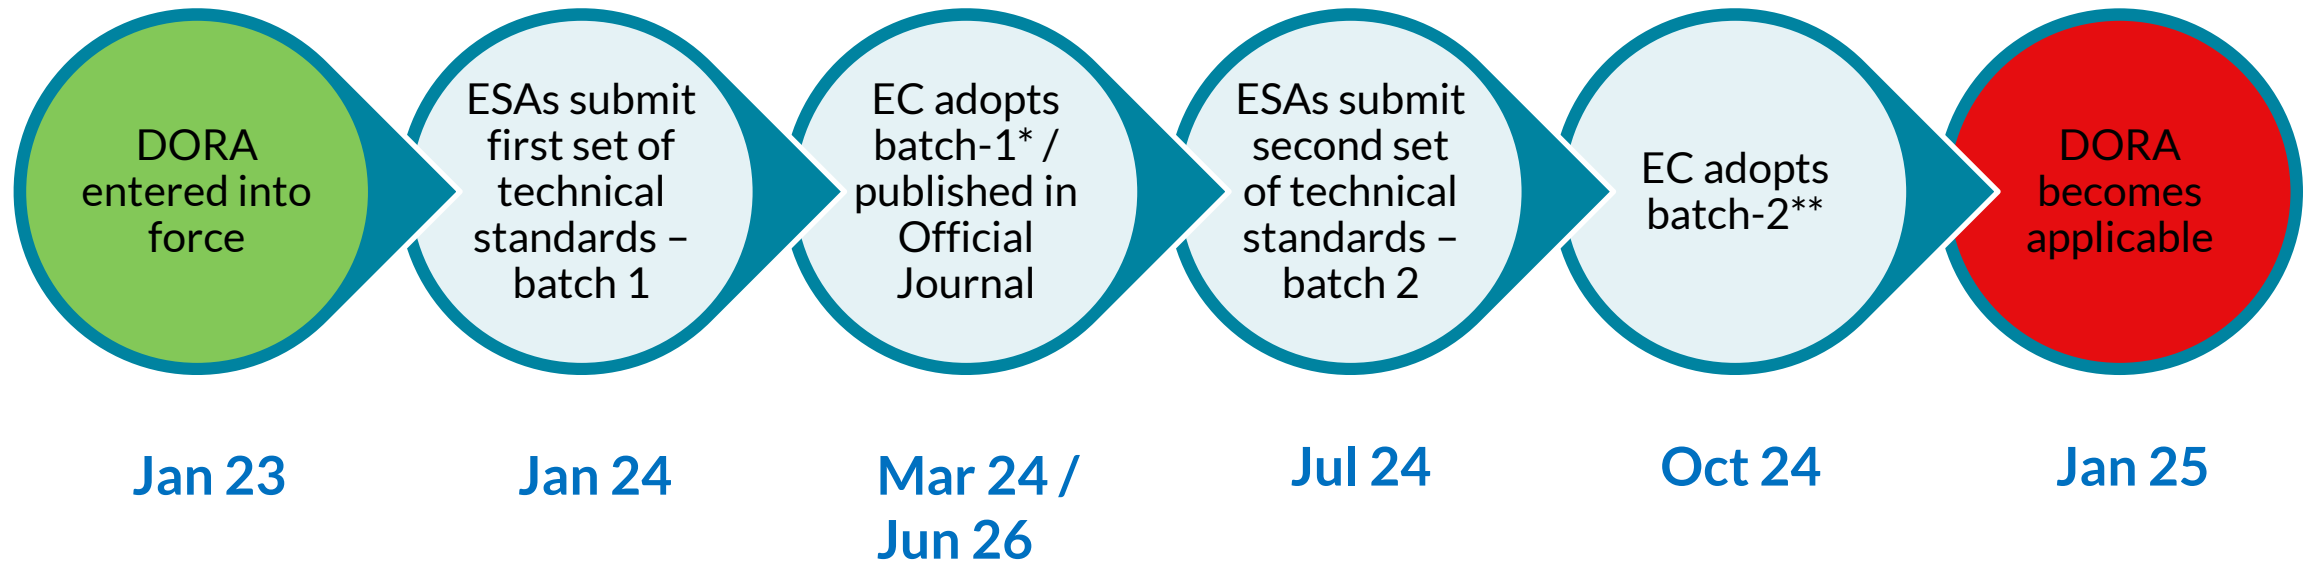 DORA
entered into
force
ESAs submit
first set of
technical
standards –
batch 1
EC adopts
batch-1* /
published in
Official
Journal
ESAs submit
second set
of technical
standards –
batch 2
EC adopts
batch-2**
DORA
becomes
applicable
Jan 23
Jan 24
Mar 24 /
Jun 26
Jul 24
Oct 24
Jan 25